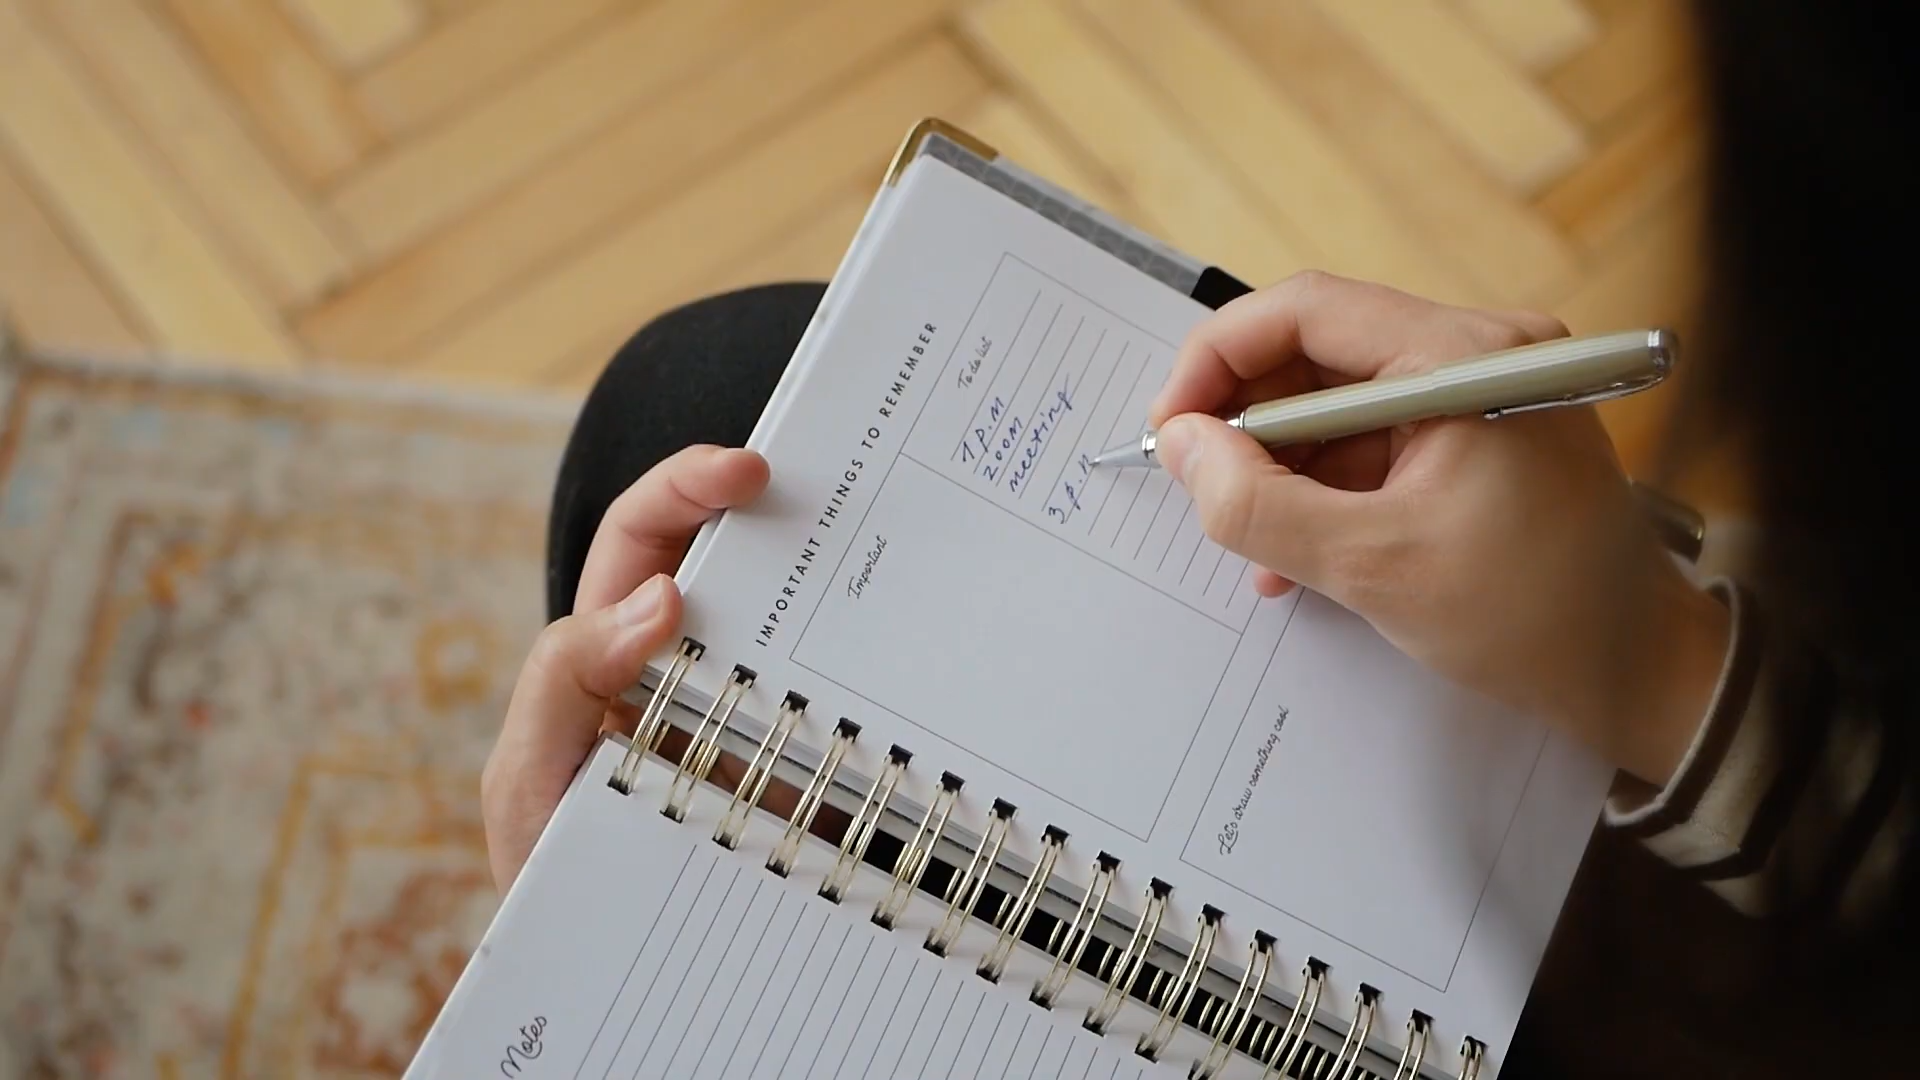 IMPORTANT THINGS TO REMEMBER
To do list
1 P.M
ZOOM
meeting
3 p.m
Important
Let's draw something cool
Notes